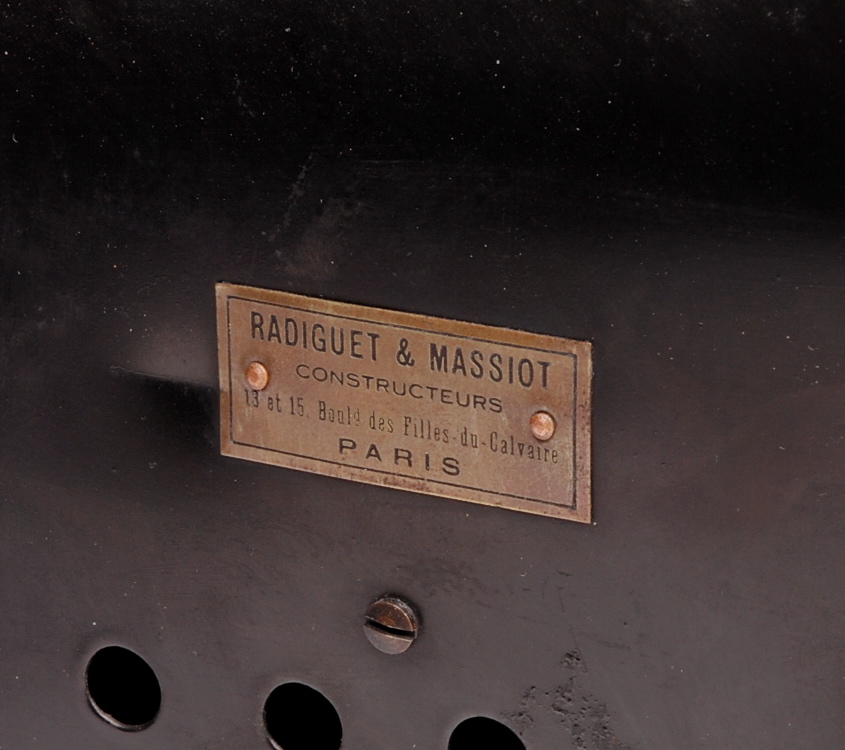 RADIGUET & MASSIOT
CONSTRUCTEURS
13 et 15, Boulᵈ des Filles-du-Calvaire
PARIS